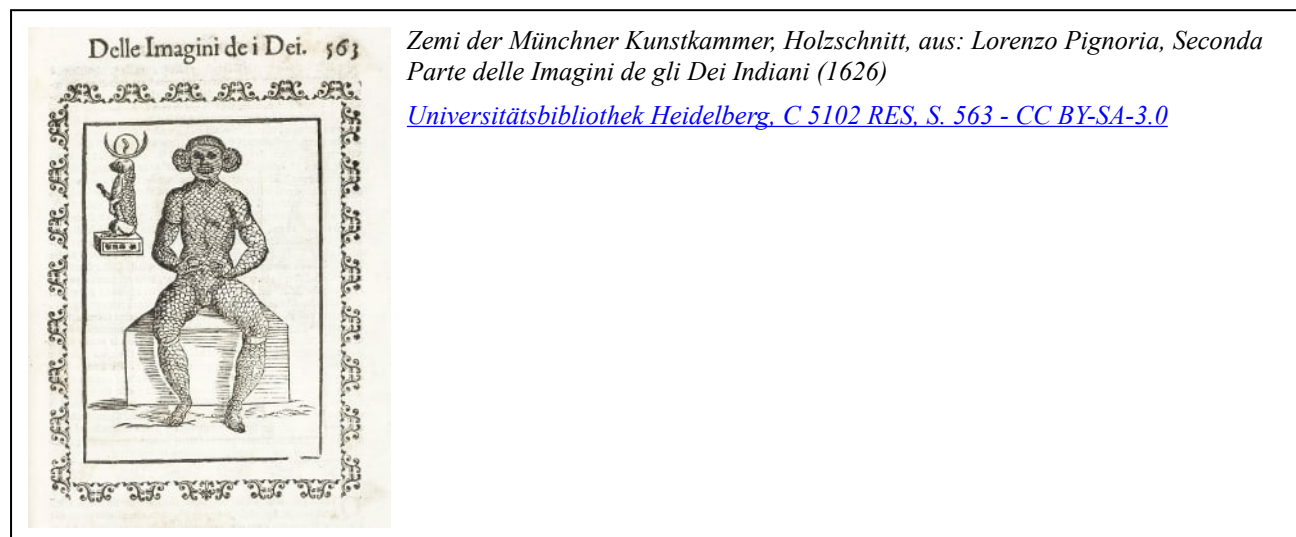 Delle Imagini de i Dei. 563
Zemi der Münchner Kunstkammer, Holzschnitt, aus: Lorenzo Pignoria, Seconda
Parte delle Imagini de gli Dei Indiani (1626)
Universitätsbibliothek Heidelberg, C 5102 RES, S. 563 - CC BY-SA-3.0